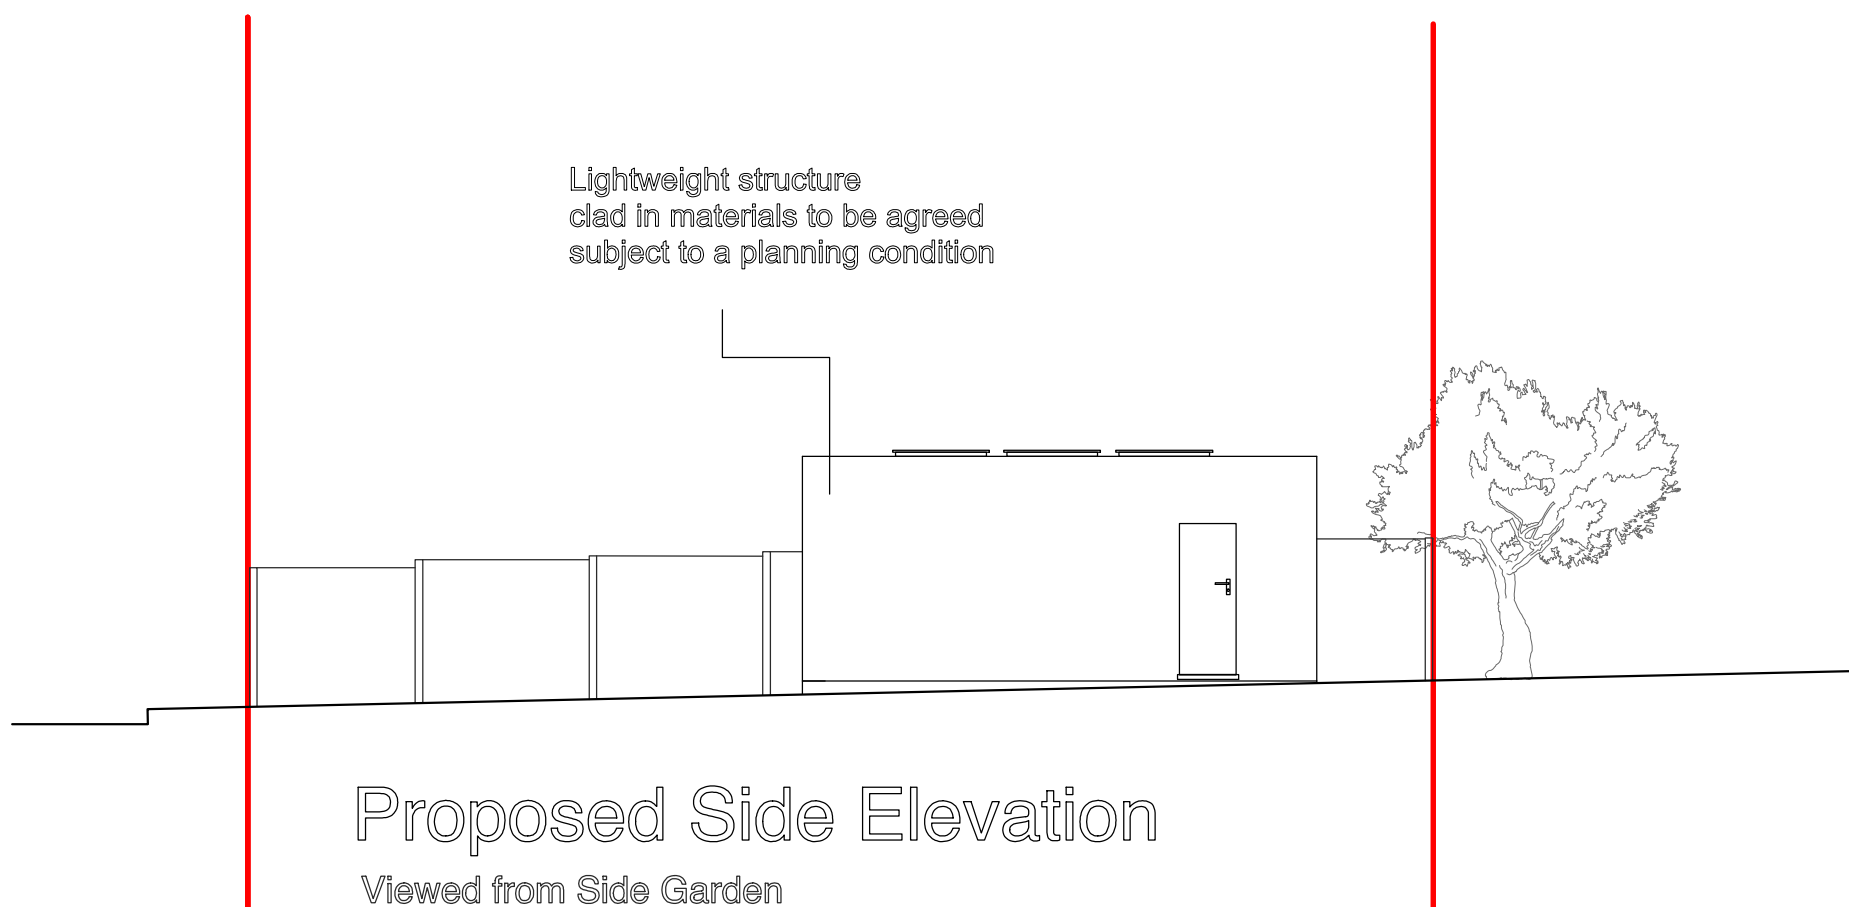 Lightweight structure
clad in materials to be agreed
subject to a planning condition
Proposed Side Elevation
Viewed from Side Garden